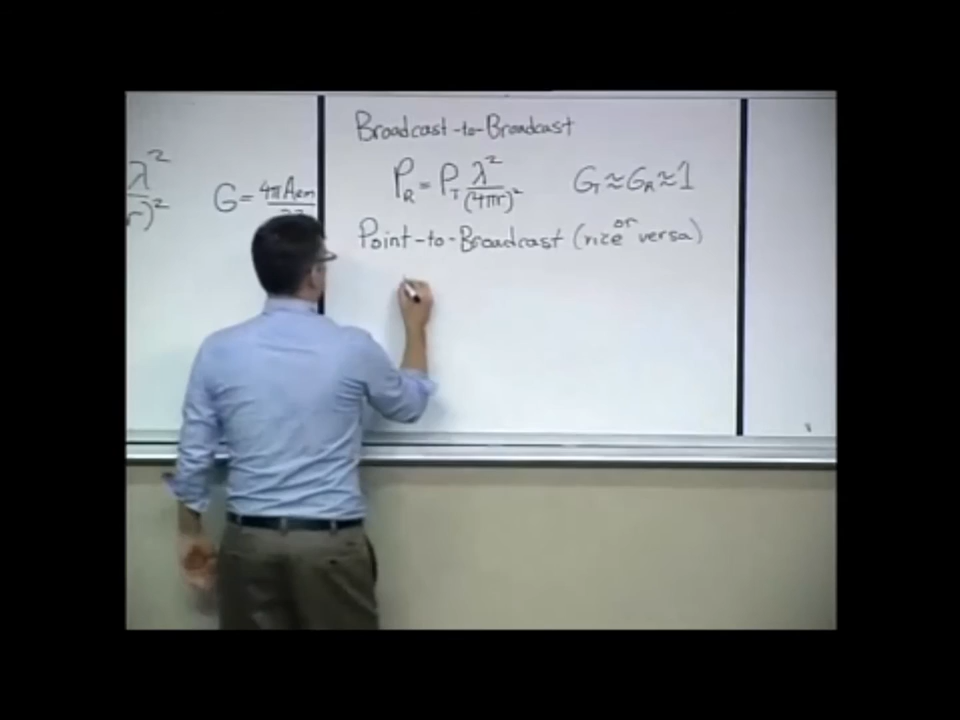 λ²
r)²
G = 4πAem
Broadcast-to-Broadcast
P_R = P_T λ²/(4πr)² G_T ≈ G_R ≈ 1
Point-to-Broadcast (vice or versa)